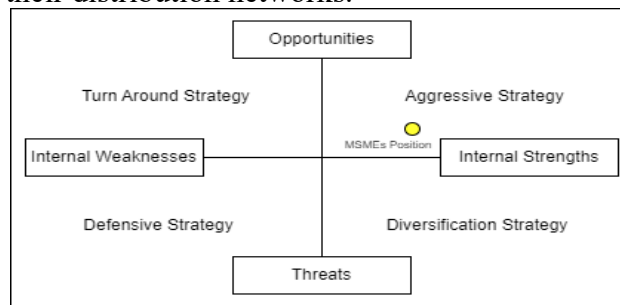 their distribution networks.
Opportunities
Turn Around Strategy
Aggressive Strategy
MSMEs Position
Internal Weaknesses
Internal Strengths
Defensive Strategy
Diversification Strategy
Threats